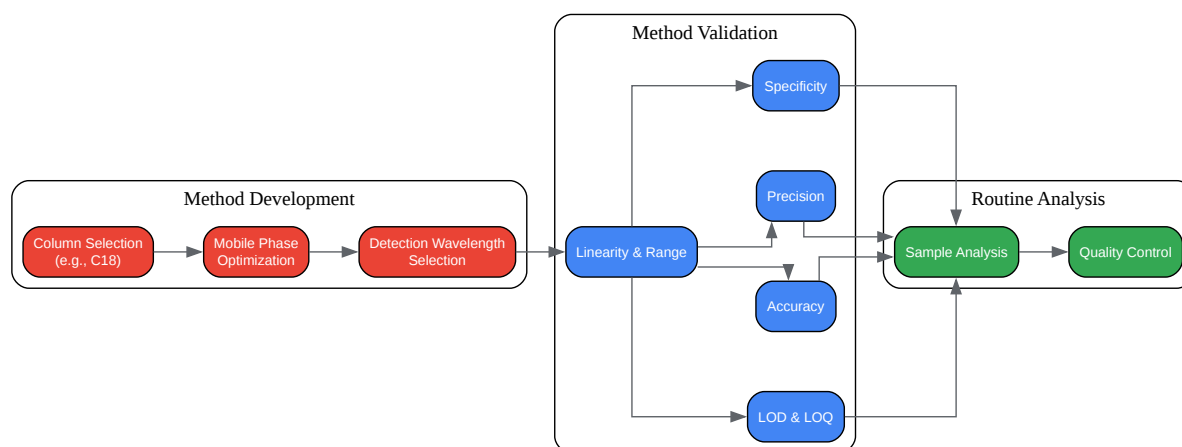 Method Development
Column Selection
(e.g., C18)
Mobile Phase
Optimization
Detection Wavelength
Selection
Method Validation
Linearity & Range
Specificity
Precision
Accuracy
LOD & LOQ
Routine Analysis
Sample Analysis
Quality Control